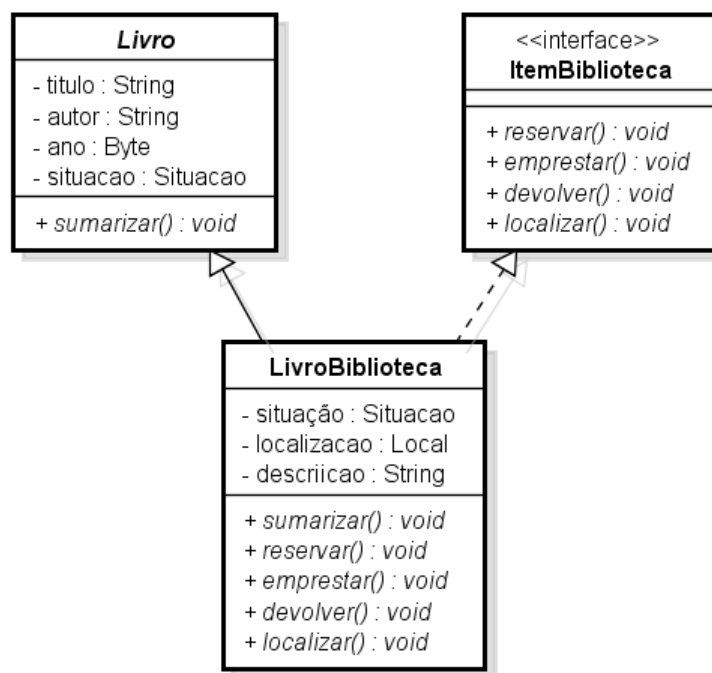 Livro
- titulo : String
- autor : String
- ano : Byte
- situacao : Situacao
+ sumarizar() : void
<<interface>>
ItemBiblioteca
+ reservar() : void
+ emprestar() : void
+ devolver() : void
+ localizar() : void
LivroBiblioteca
- situação : Situacao
- localizacao : Local
- descriicao : String
+ sumarizar() : void
+ reservar() : void
+ emprestar() : void
+ devolver() : void
+ localizar() : void